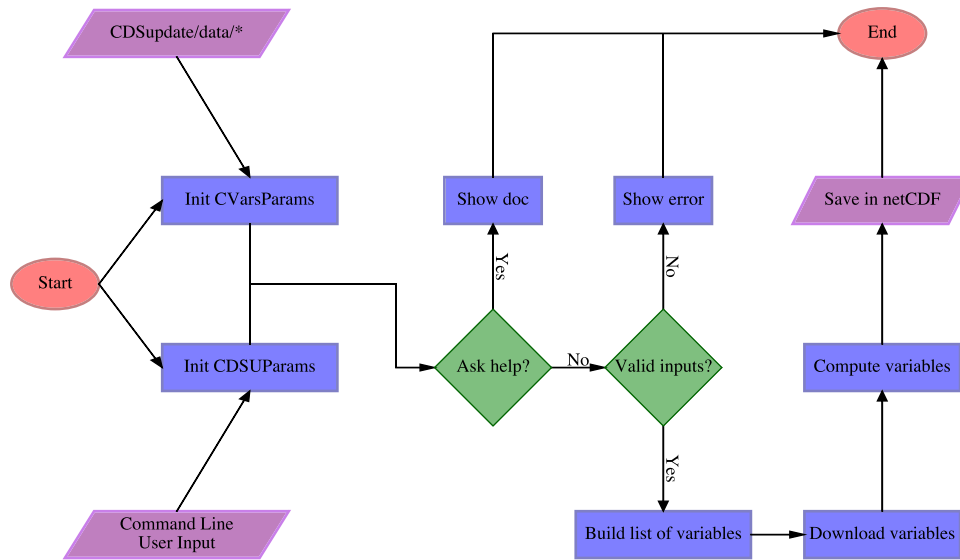 CDSupdate/data/*
End
Init CVarsParams
Show doc
Show error
Save in netCDF
Yes
No
Start
Init CDSUParams
Ask help?
No
Valid inputs?
Compute variables
Yes
Command Line
User Input
Build list of variables
Download variables